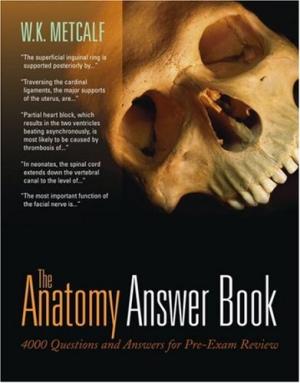 W.K. METCALF
"The superficial inguinal ring is
supported posteriorly by..."
"Traversing the cardinal
ligaments, the major supports
of the uterus, are..."
"Partial heart block, which
results in the two ventricles
beating asynchronously, is
most likely to be caused by
thrombosis of..."
"In neonates, the spinal cord
extends down the vertebral
canal to the level of..."
"The most important function of
the facial nerve is..."
The
Anatomy Answer Book
4000 Questions and Answers for Pre-Exam Review